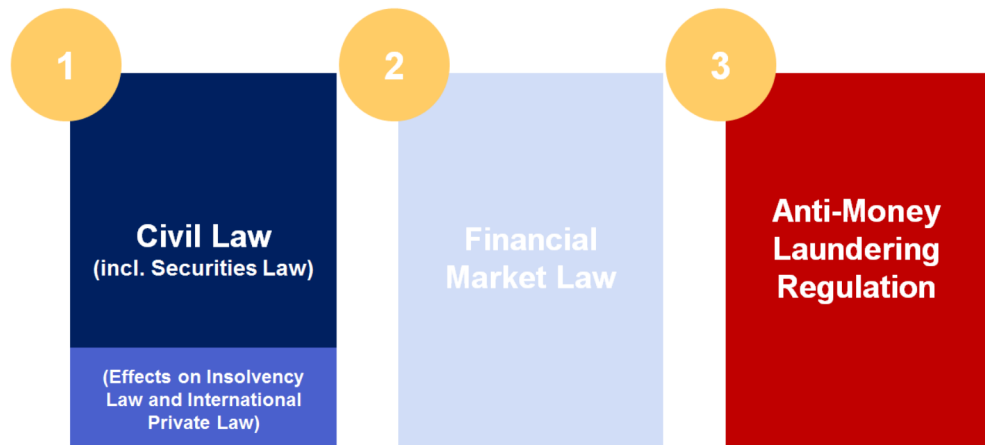 1
Civil Law
(incl. Securities Law)
(Effects on Insolvency
Law and International
Private Law)
2
Financial
Market Law
3
Anti-Money
Laundering
Regulation